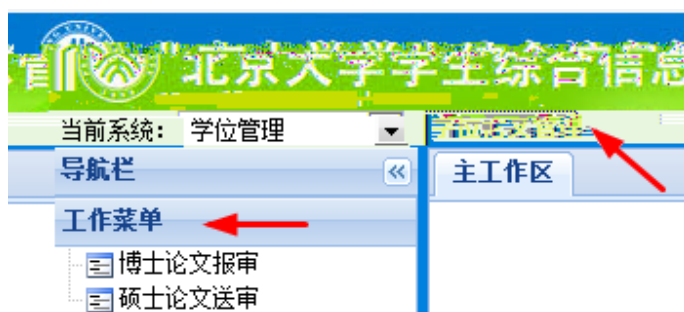 北京大学学生综合信息
当前系统： 学位管理
导航栏
主工作区
工作菜单
博士论文报审
硕士论文送审